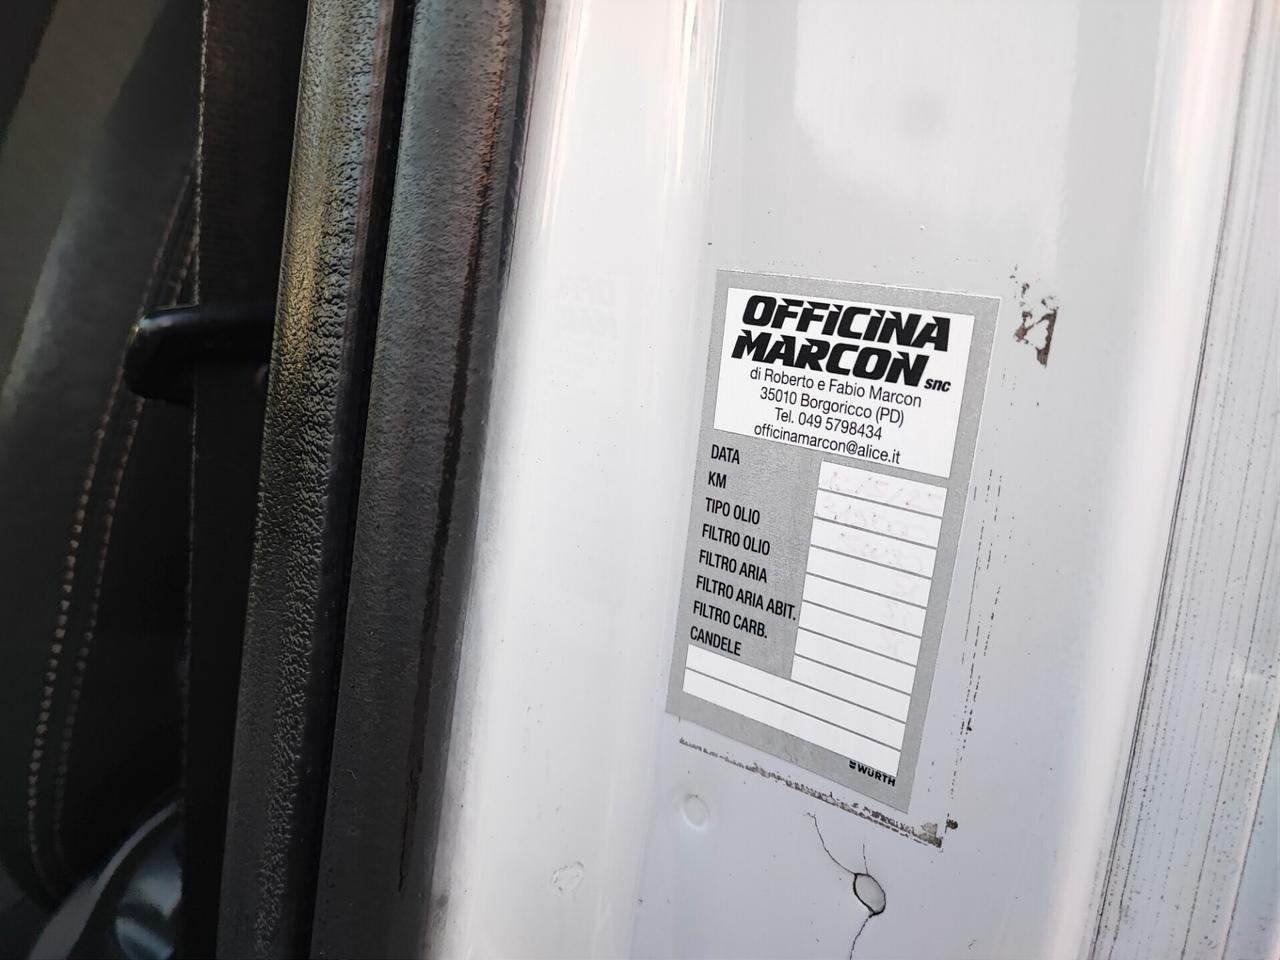 OFFICINA
MARCON snc
di Roberto e Fabio Marcon
35010 Borgoricco (PD)
Tel. 049 5798434
officinamarcon@alice.it
DATA
KM
TIPO OLIO
FILTRO OLIO
FILTRO ARIA
FILTRO ARIA ABIT.
FILTRO CARB.
CANDELE
WÜRTH